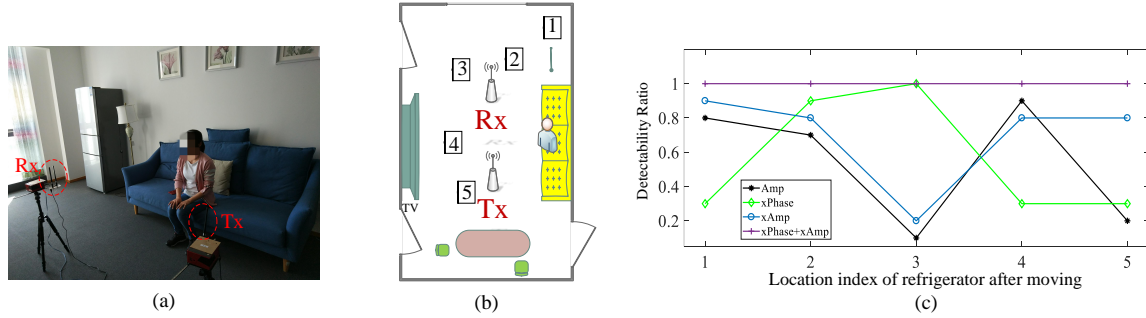 Rx
Tx
(a)
1
2
3
Rx
4
5
TV
Tx
(b)
Detectability Ratio
1
0.8
0.6
0.4
0.2
Amp
xPhase
xAmp
xPhase+xAmp
1 2 3 4 5
Location index of refrigerator after moving
(c)